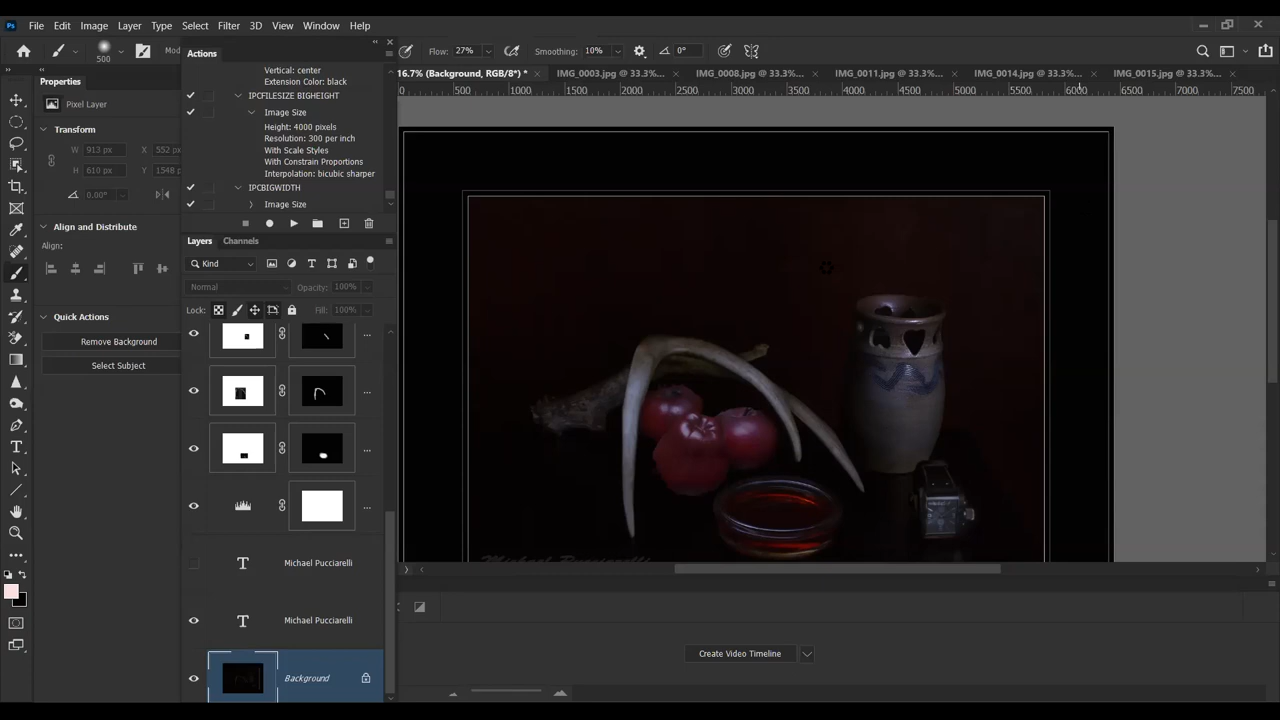 Ps File Edit Image Layer Type Select Filter 3D View Window Help
500 Mod Flow: 27% Smoothing: 10% 0°
Actions
Vertical: center
Extension Color: black
IPCFILESIZE BIGHEIGHT
Image Size
Height: 4000 pixels
Resolution: 300 per inch
With Scale Styles
With Constrain Proportions
Interpolation: bicubic sharper
IPCBIGWIDTH
Image Size
Properties
Pixel Layer
Transform
W 913 px X 552 px
H 610 px Y 1548 px
0.00°
Align and Distribute
Align:
Quick Actions
Remove Background
Select Subject
Layers Channels
Kind
Normal Opacity: 100%
Lock: Fill: 100%
Michael Pucciarelli
Michael Pucciarelli
Background
16.7% (Background, RGB/8*) * IMG_0003.jpg @ 33.3%... IMG_0008.jpg @ 33.3%... IMG_0011.jpg @ 33.3%... IMG_0014.jpg @ 33.3%... IMG_0015.jpg @ 33.3%...
0 500 1000 1500 2000 2500 3000 3500 4000 4500 5000 5500 6000 6500 7000 7500
Michael Pucciarelli
Create Video Timeline